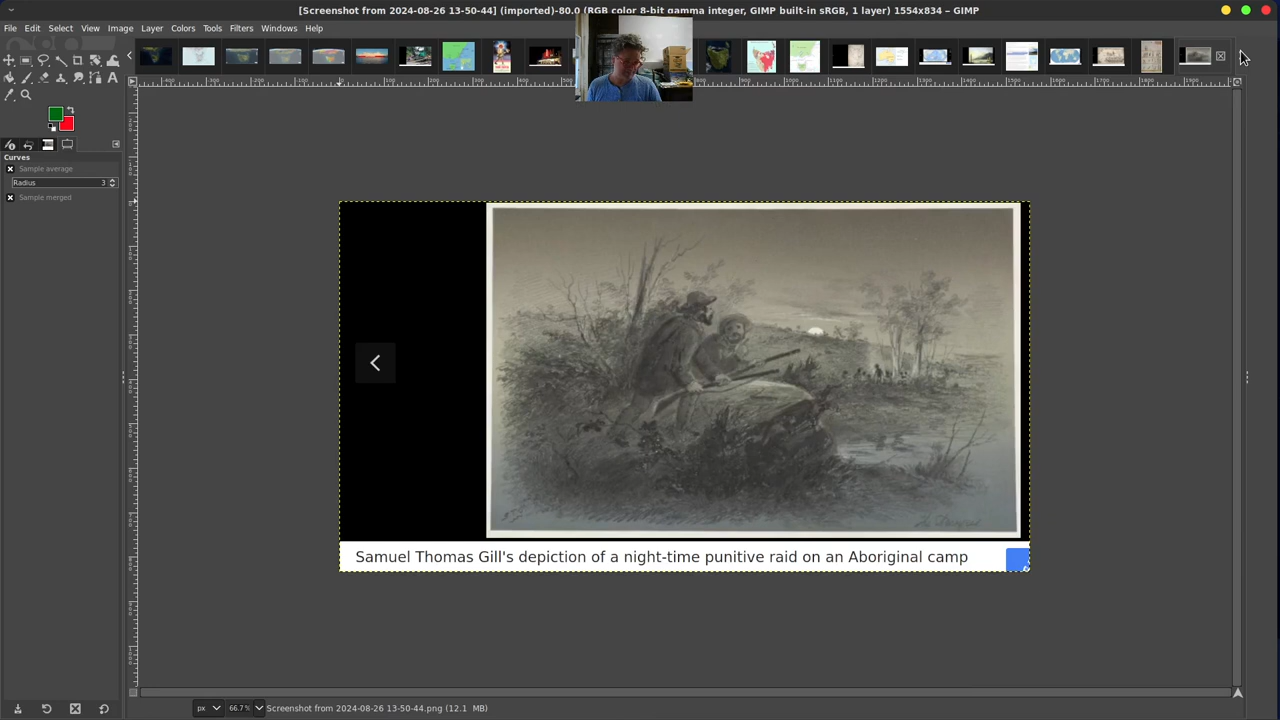 [Screenshot from 2024-08-26 13-50-44] (imported)-80.0 (RGB color 8-bit gamma integer, GIMP built-in sRGB, 1 layer) 1554x834 – GIMP
File Edit Select View Image Layer Colors Tools Filters Windows Help
Curves
Sample average
Radius 3
Sample merged
Samuel Thomas Gill's depiction of a night-time punitive raid on an Aboriginal camp
px 66.7% Screenshot from 2024-08-26 13-50-44.png (12.1 MB)